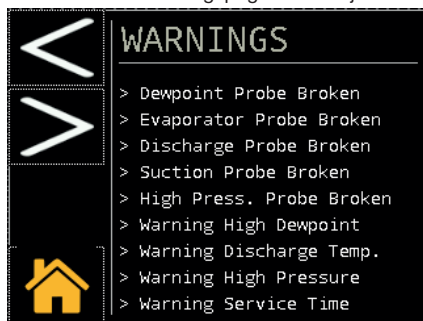 WARNINGS
> Dewpoint Probe Broken
> Evaporator Probe Broken
> Discharge Probe Broken
> Suction Probe Broken
> High Press. Probe Broken
> Warning High Dewpoint
> Warning Discharge Temp.
> Warning High Pressure
> Warning Service Time